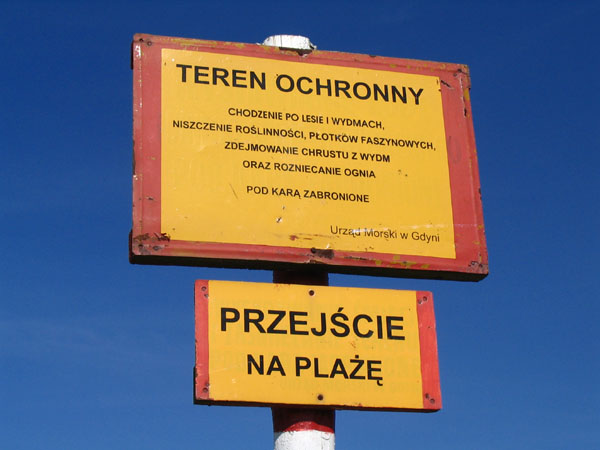 TEREN OCHRONNY
CHODZENIE PO LESIE I WYDMACH,
NISZCZENIE ROŚLINNOŚCI, PŁOTKÓW FASZYNOWYCH,
ZDEJMOWANIE CHRUSTU Z WYDM
ORAZ ROZNIECANIE OGNIA
POD KARĄ ZABRONIONE
Urząd Morski w Gdyni
PRZEJŚCIE
NA PLAŻĘ